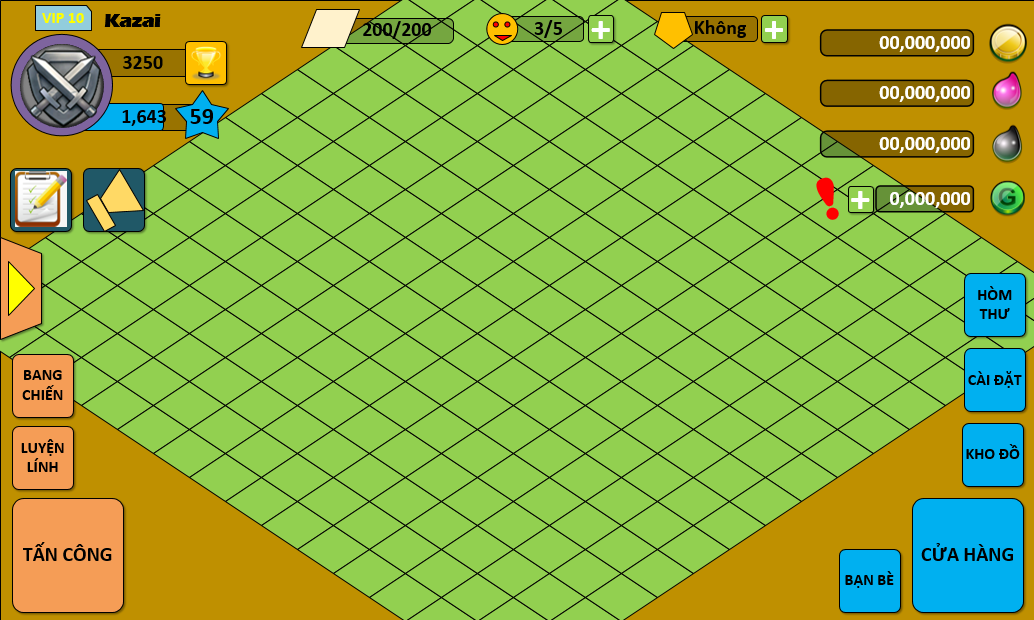 VIP 10 Kazai
200/200
3/5
Không
3250
00,000,000
00,000,000
1,643
59
00,000,000
0,000,000
G
HÒM
THƯ
BANG
CHIẾN
CÀI ĐẶT
LUYỆN
LÍNH
KHO ĐỒ
TẤN CÔNG
BẠN BÈ
CỬA HÀNG